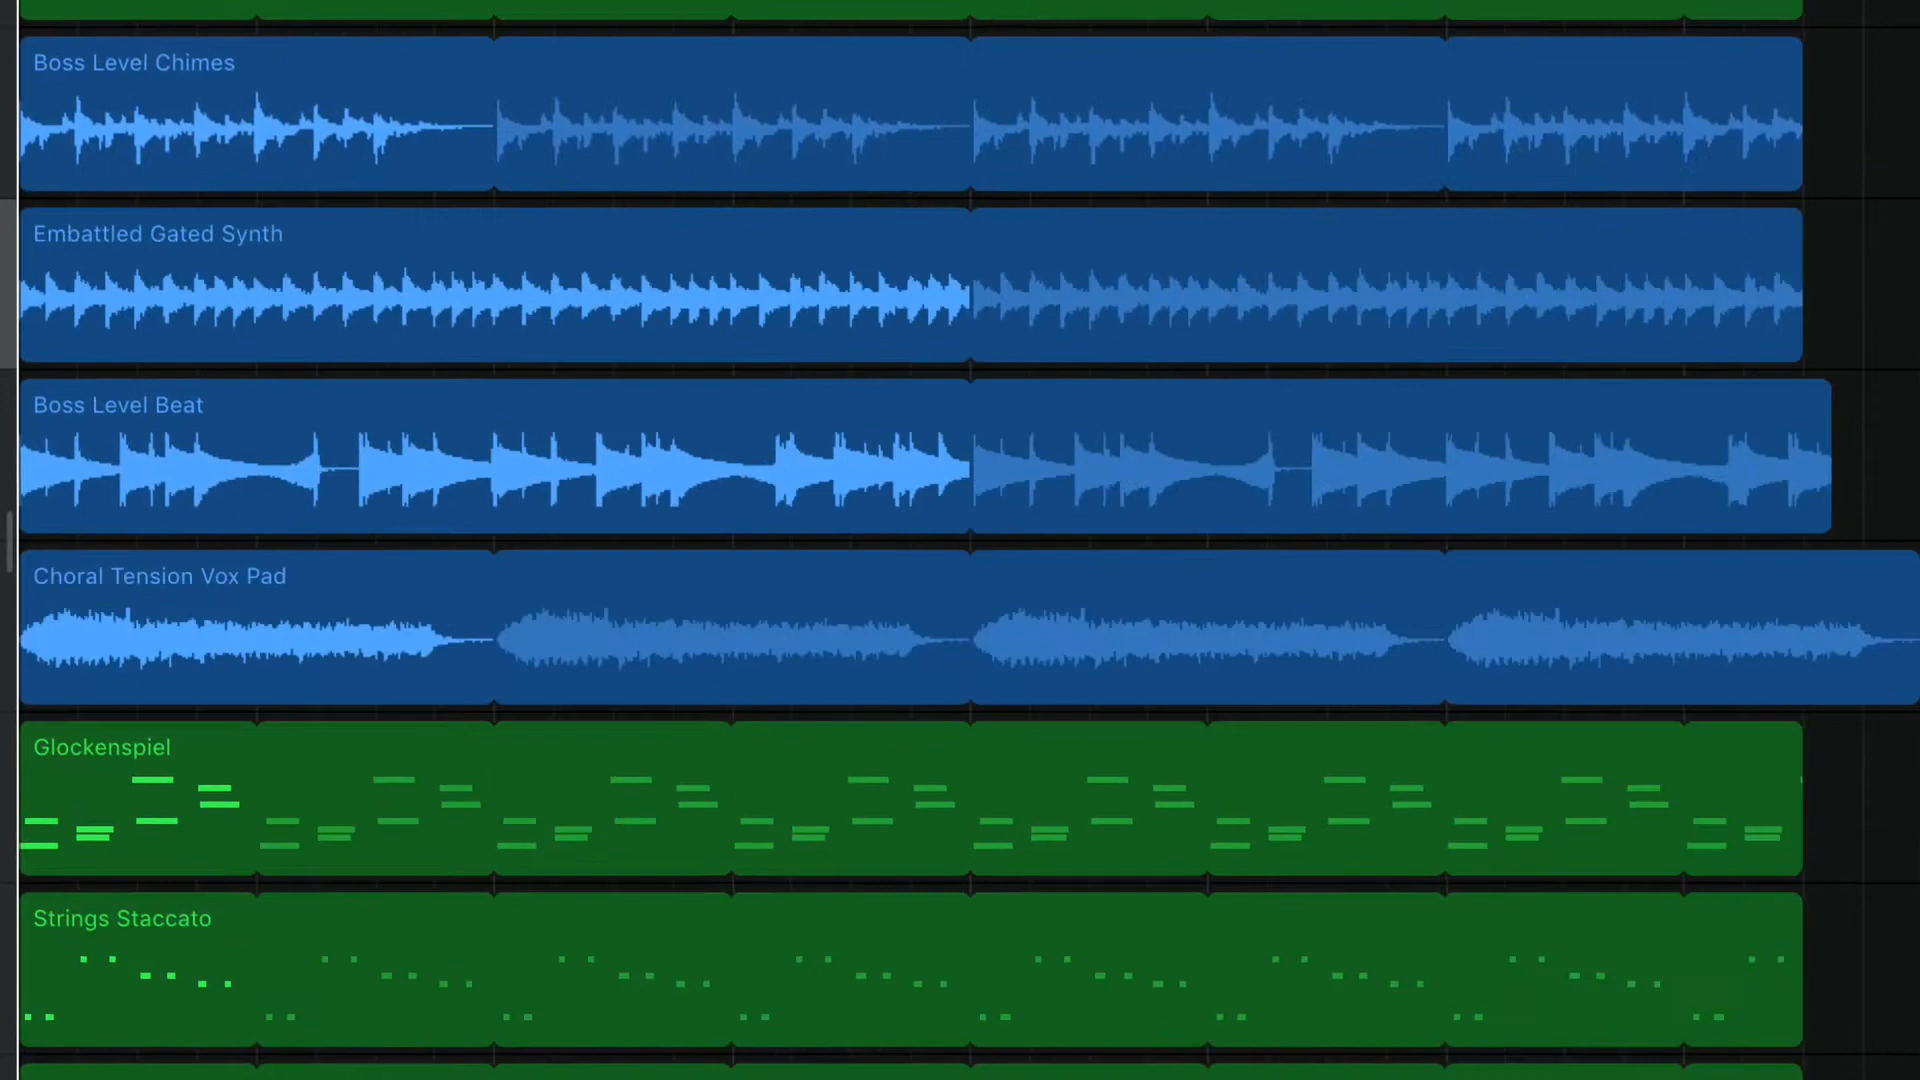 Boss Level Chimes
Embattled Gated Synth
Boss Level Beat
Choral Tension Vox Pad
Glockenspiel
Strings Staccato